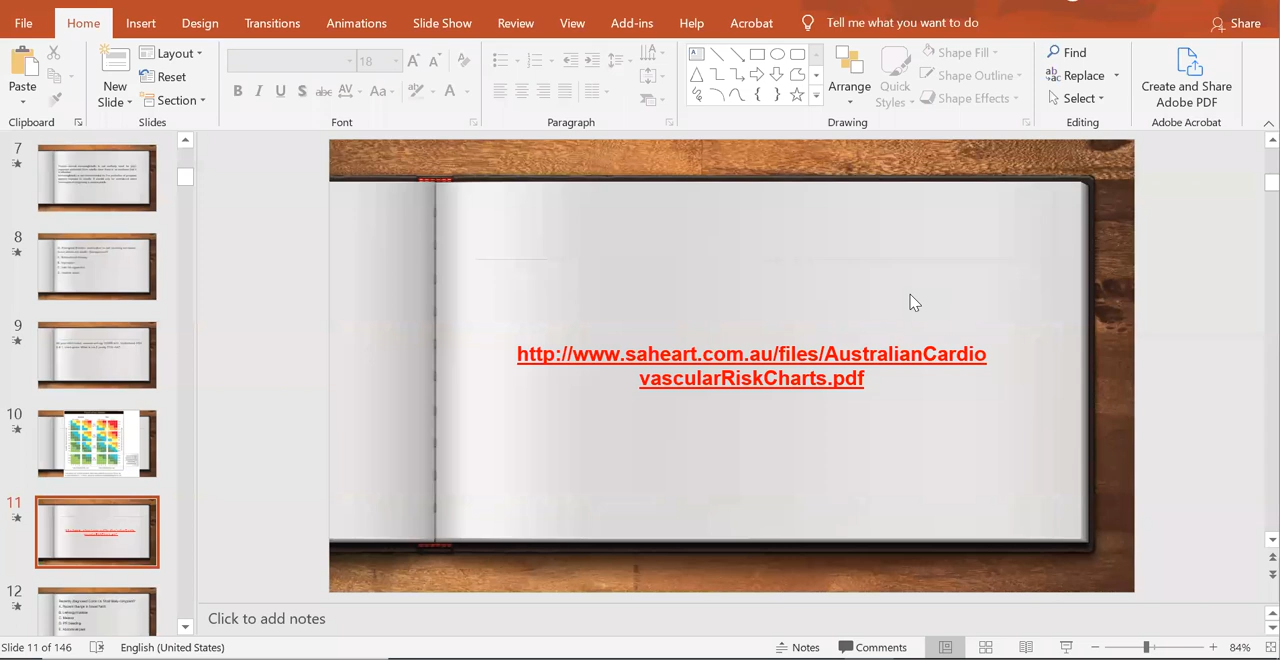 File Home Insert Design Transitions Animations Slide Show Review View Add-ins Help Acrobat Tell me what you want to do Share
Paste
Clipboard
New
Slide
Layout
Reset
Section
Slides
18
B I U S abc AV Aa A
Font
Paragraph
Arrange
Quick
Styles
Shape Fill
Shape Outline
Shape Effects
Drawing
Find
Replace
Select
Editing
Create and Share
Adobe PDF
Adobe Acrobat
7
8
9
10
11
12
http://www.saheart.com.au/files/AustralianCardio
vascularRiskCharts.pdf
Click to add notes
Slide 11 of 146 English (United States) Notes Comments 84%